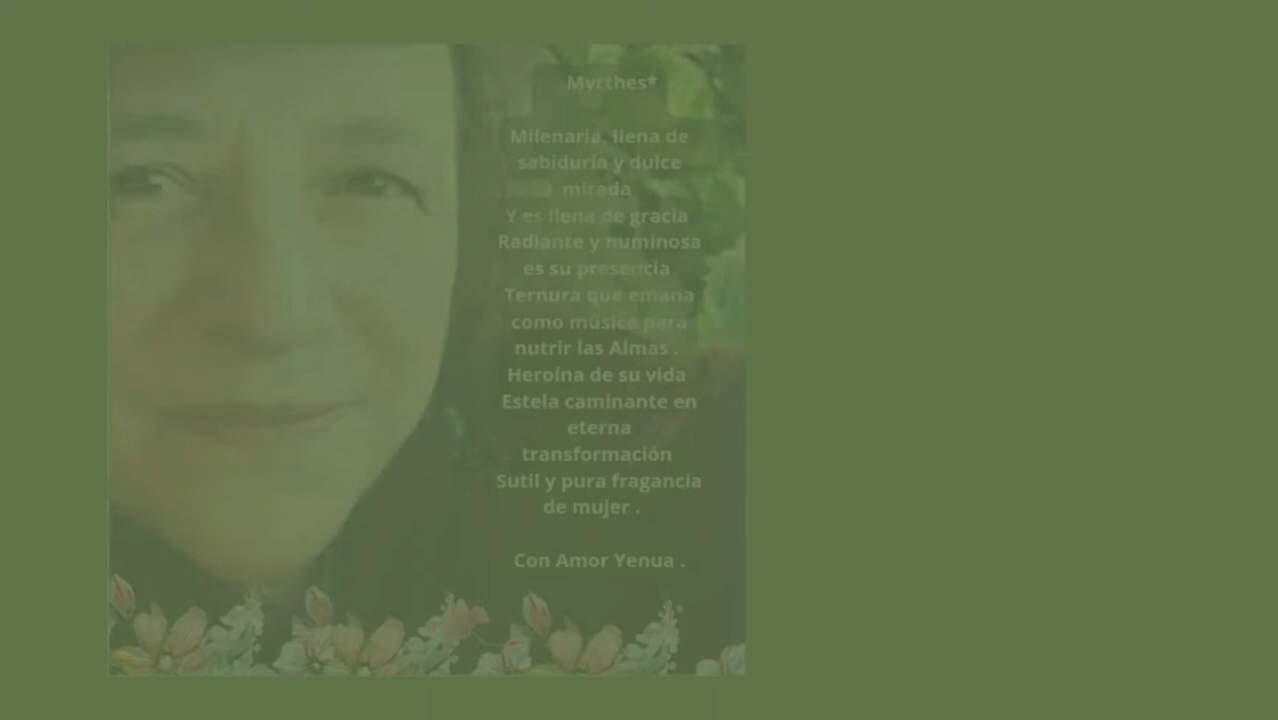 Myrthes*
Milenaria, llena de
sabiduría y dulce
mirada
Y es llena de gracia
Radiante y numinosa
es su presencia
Ternura que emana
como música para
nutrir las Almas .
Heroína de su vida
Estela caminante en
eterna
transformación
Sutil y pura fragancia
de mujer .
Con Amor Yenua .